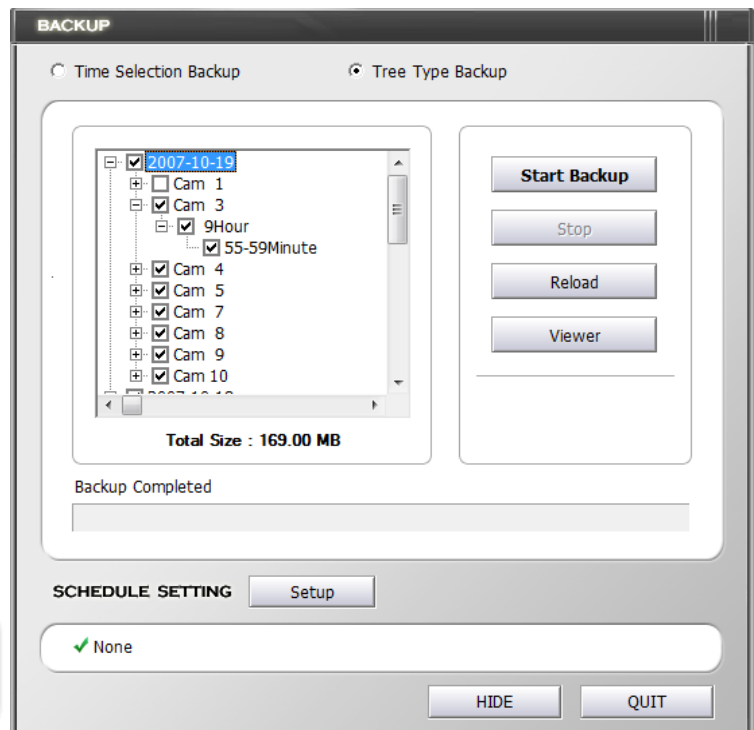 BACKUP
Time Selection Backup
Tree Type Backup
2007-10-19
Cam 1
Cam 3
9Hour
55-59Minute
Cam 4
Cam 5
Cam 7
Cam 8
Cam 9
Cam 10
Total Size : 169.00 MB
Start Backup
Stop
Reload
Viewer
Backup Completed
SCHEDULE SETTING
Setup
None
HIDE
QUIT